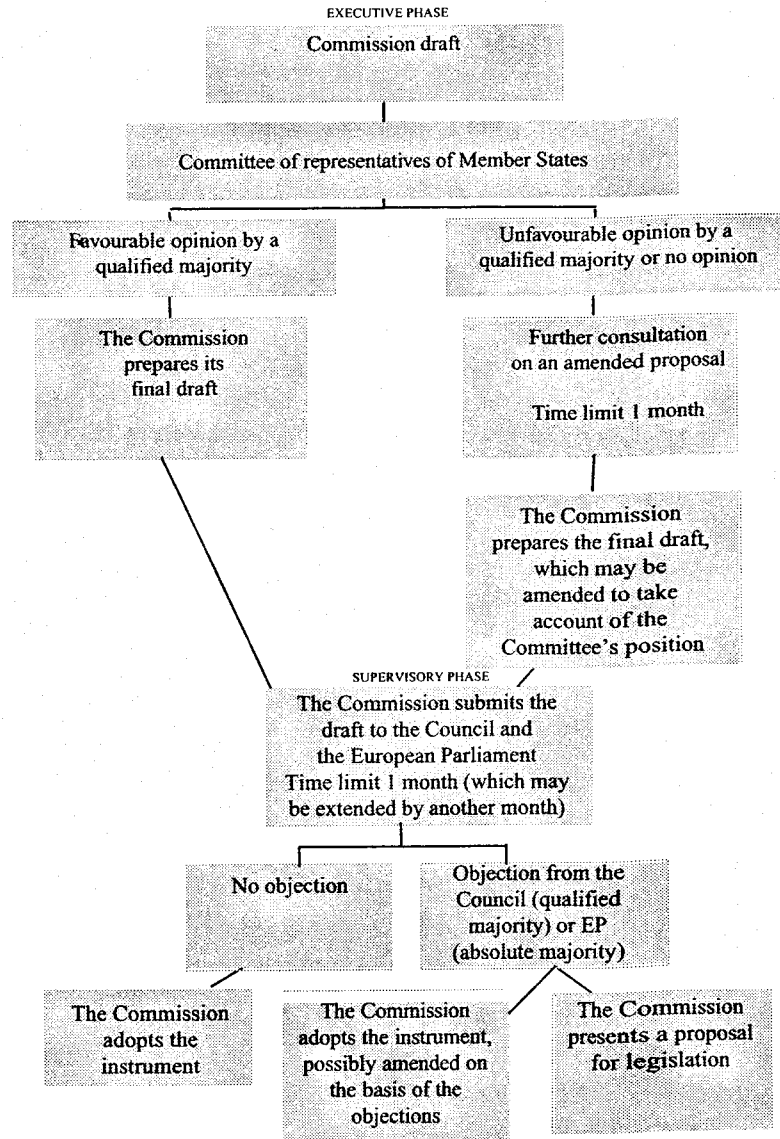 EXECUTIVE PHASE
Commission draft
Committee of representatives of Member States
Favourable opinion by a
qualified majority
Unfavourable opinion by a
qualified majority or no opinion
The Commission
prepares its
final draft
Further consultation
on an amended proposal
Time limit 1 month
The Commission
prepares the final draft,
which may be
amended to take
account of the
Committee's position
SUPERVISORY PHASE
The Commission submits the
draft to the Council and
the European Parliament
Time limit 1 month (which may
be extended by another month)
No objection
Objection from the
Council (qualified
majority) or EP
(absolute majority)
The Commission
adopts the
instrument
The Commission
adopts the instrument,
possibly amended on
the basis of the
objections
The Commission
presents a proposal
for legislation